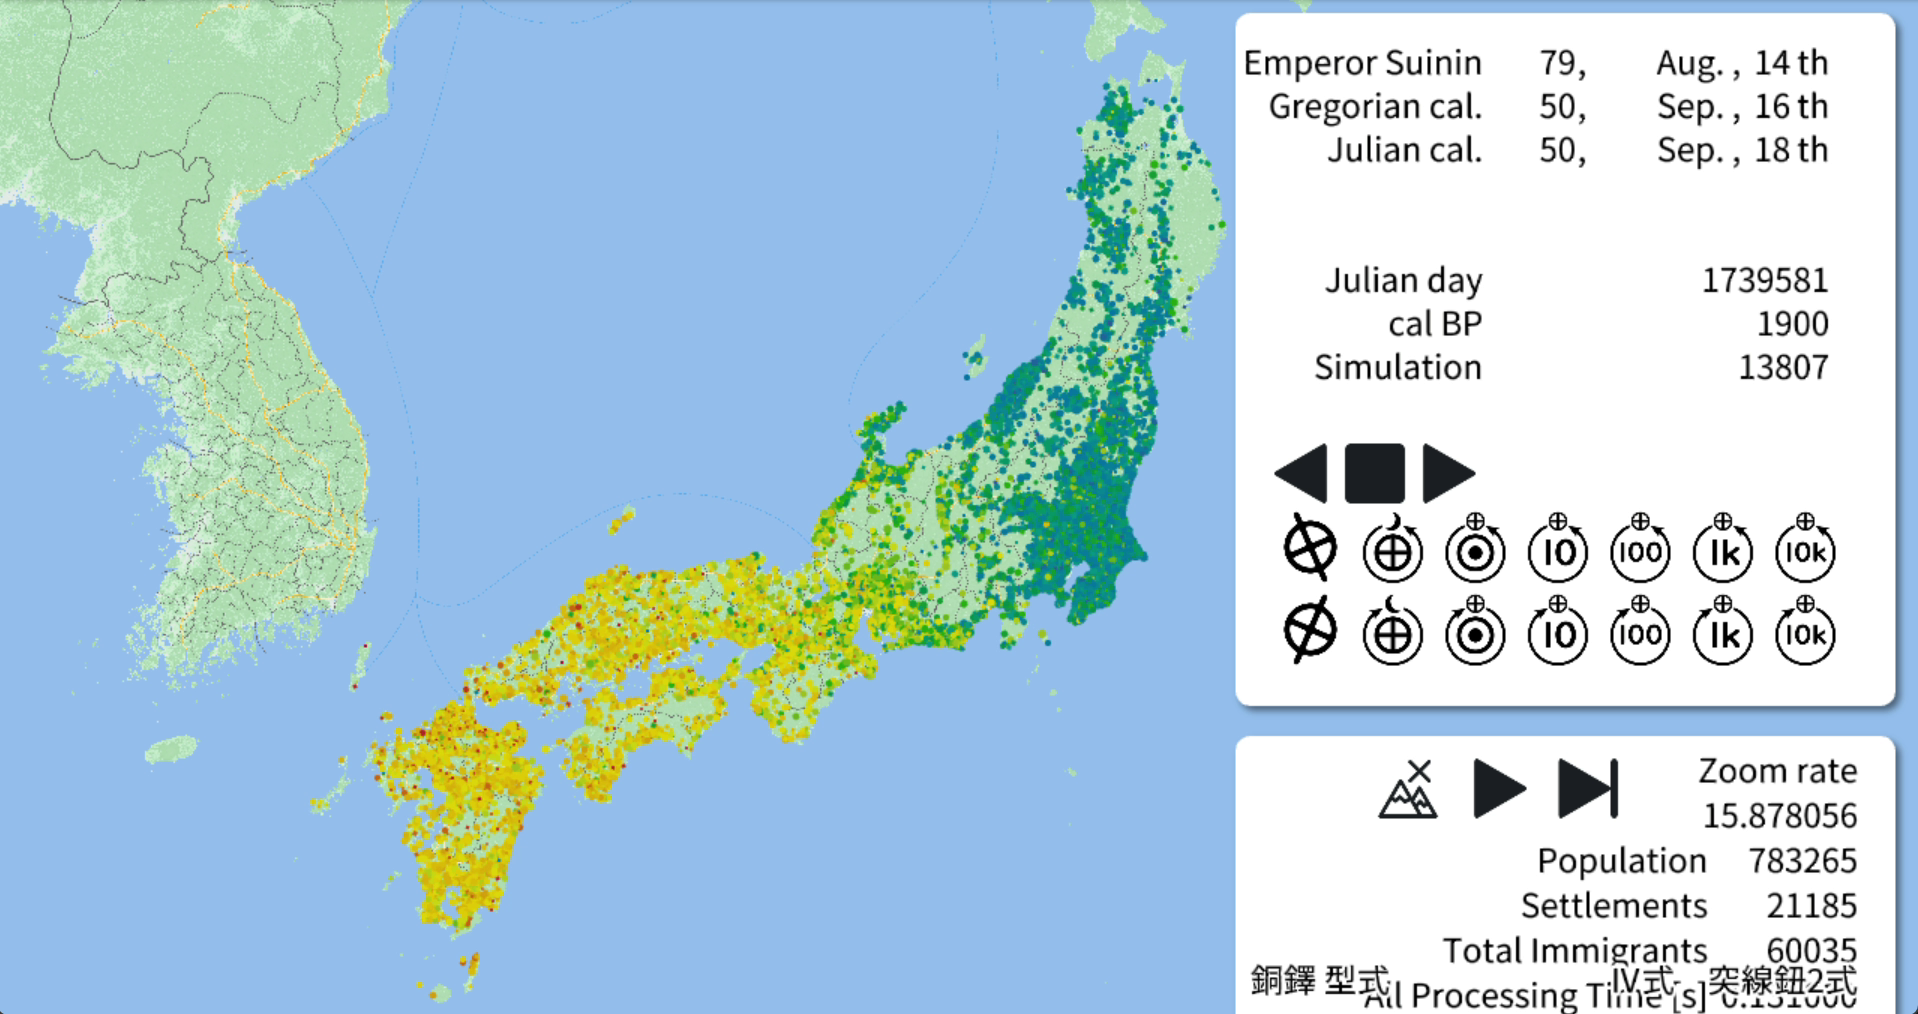 Emperor Suinin 79, Aug. , 14 th
Gregorian cal. 50, Sep. , 16 th
Julian cal. 50, Sep. , 18 th
Julian day 1739581
cal BP 1900
Simulation 13807
10 100 1k 10k
10 100 1k 10k
Zoom rate
15.878056
Population 783265
Settlements 21185
Total Immigrants 60035
銅鐸 型式 IV式 突線鈕2式
All Processing Time [s]